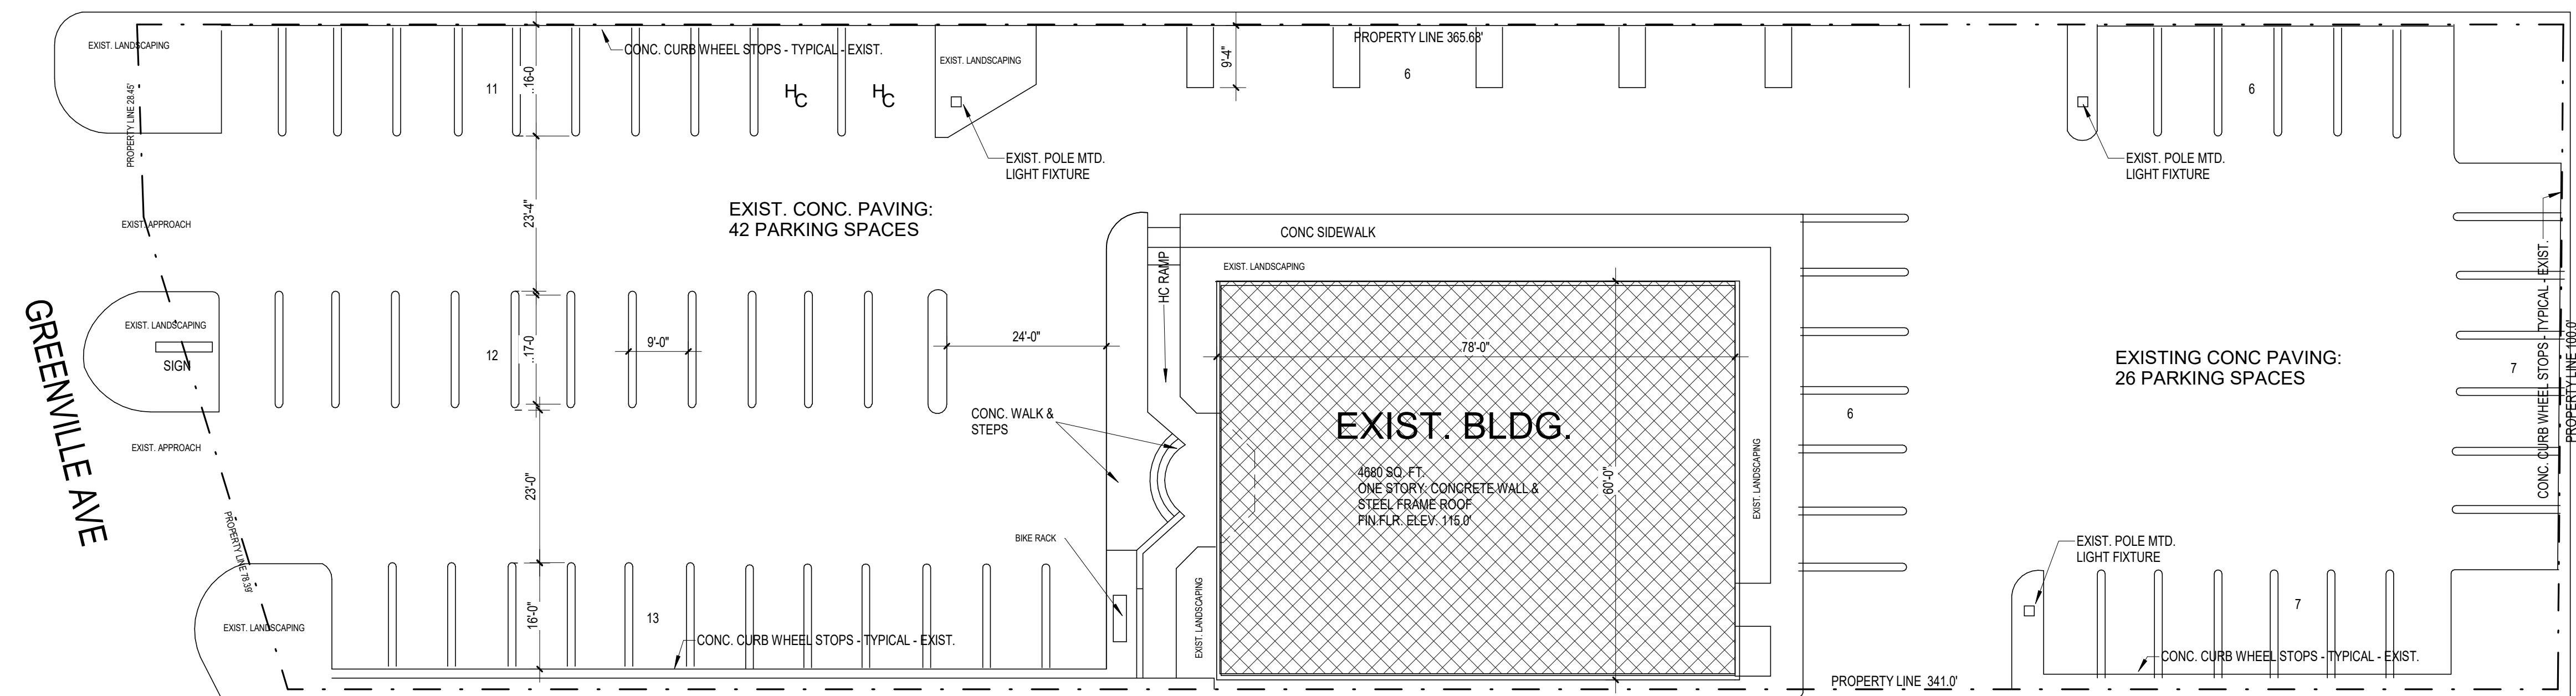 EXIST. LANDSCAPING
PROPERTY LINE 28.45'
11
..16-0
CONC. CURB WHEEL STOPS - TYPICAL - EXIST.
HC
HC
EXIST. LANDSCAPING
EXIST. POLE MTD.
LIGHT FIXTURE
9'-4"
PROPERTY LINE 365.68'
6
6
EXIST. POLE MTD.
LIGHT FIXTURE
EXIST. APPROACH
23'-4"
EXIST. CONC. PAVING:
42 PARKING SPACES
CONC SIDEWALK
EXIST. LANDSCAPING
HC RAMP
GREENVILLE AVE
EXIST. LANDSCAPING
SIGN
12
..17-0
9'-0"
24'-0"
78'-0"
EXISTING CONC PAVING:
26 PARKING SPACES
7
CONC. CURB WHEEL STOPS - TYPICAL - EXIST.
PROPERTY LINE 100.0'
CONC. WALK &
STEPS
EXIST. BLDG.
6
EXIST. APPROACH
23'-0"
4680 SQ. FT.
ONE STORY: CONCRETE WALL &
STEEL FRAME ROOF
FIN.FLR. ELEV. 115.0'
60'-0"
EXIST. LANDSCAPING
PROPERTY LINE 78.39'
BIKE RACK
EXIST. POLE MTD.
LIGHT FIXTURE
EXIST. LANDSCAPING
16'-0"
13
CONC. CURB WHEEL STOPS - TYPICAL - EXIST.
EXIST. LANDSCAPING
7
CONC. CURB WHEEL STOPS - TYPICAL - EXIST.
PROPERTY LINE 341.0'